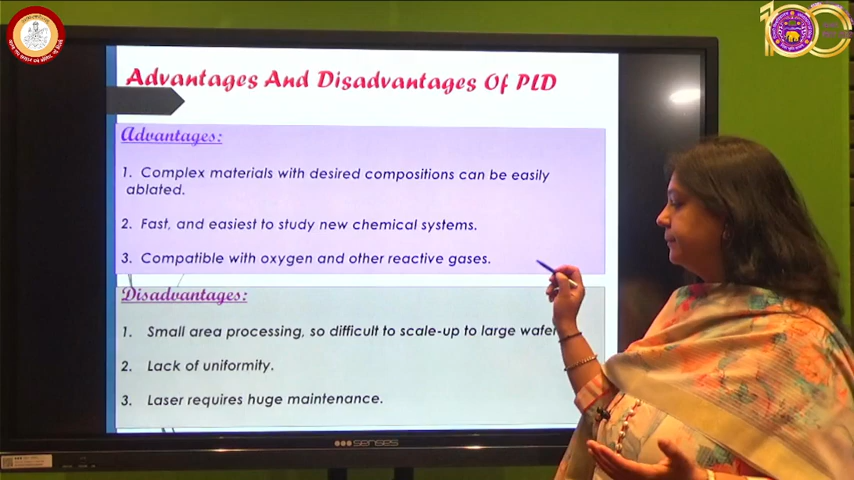 100
Advantages And Disadvantages Of PLD
Advantages:
1. Complex materials with desired compositions can be easily
ablated.
2. Fast, and easiest to study new chemical systems.
3. Compatible with oxygen and other reactive gases.
Disadvantages:
1. Small area processing, so difficult to scale-up to large wafer
2. Lack of uniformity.
3. Laser requires huge maintenance.
senses